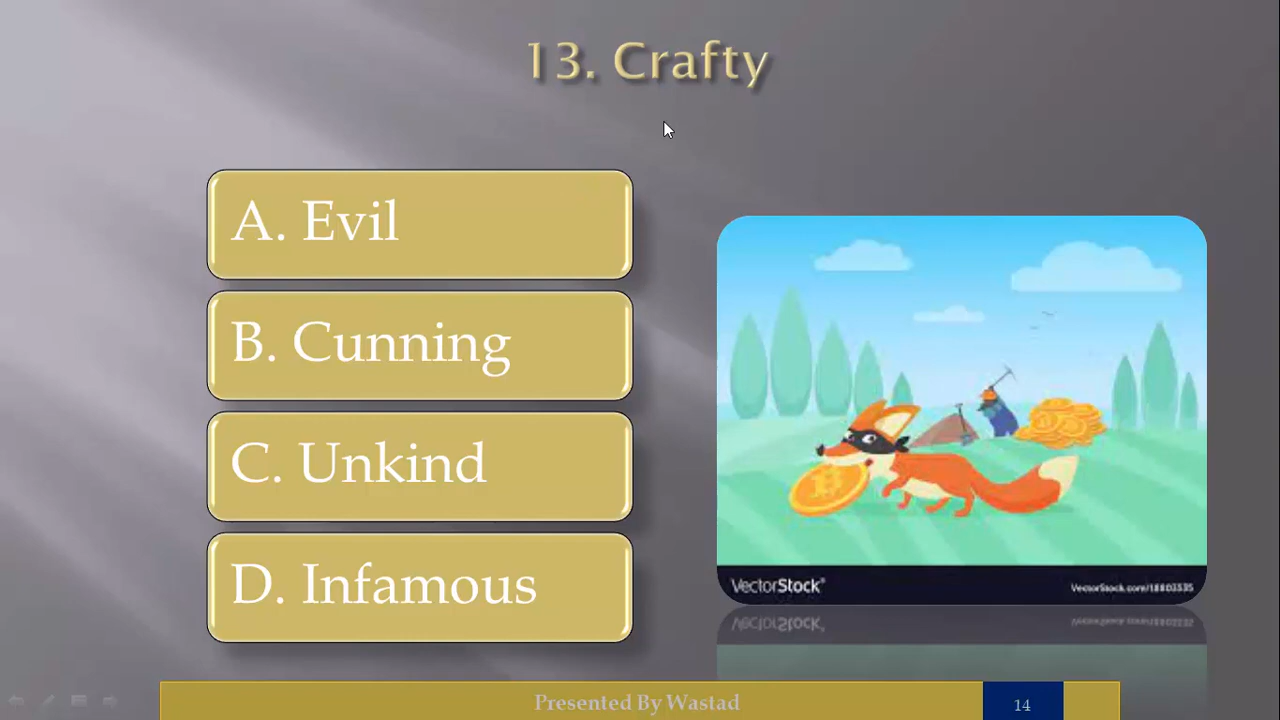 13. Crafty
A. Evil
B. Cunning
C. Unkind
D. Infamous
VectorStock®
VectorStock.com/18803535
Presented By Wastad
14